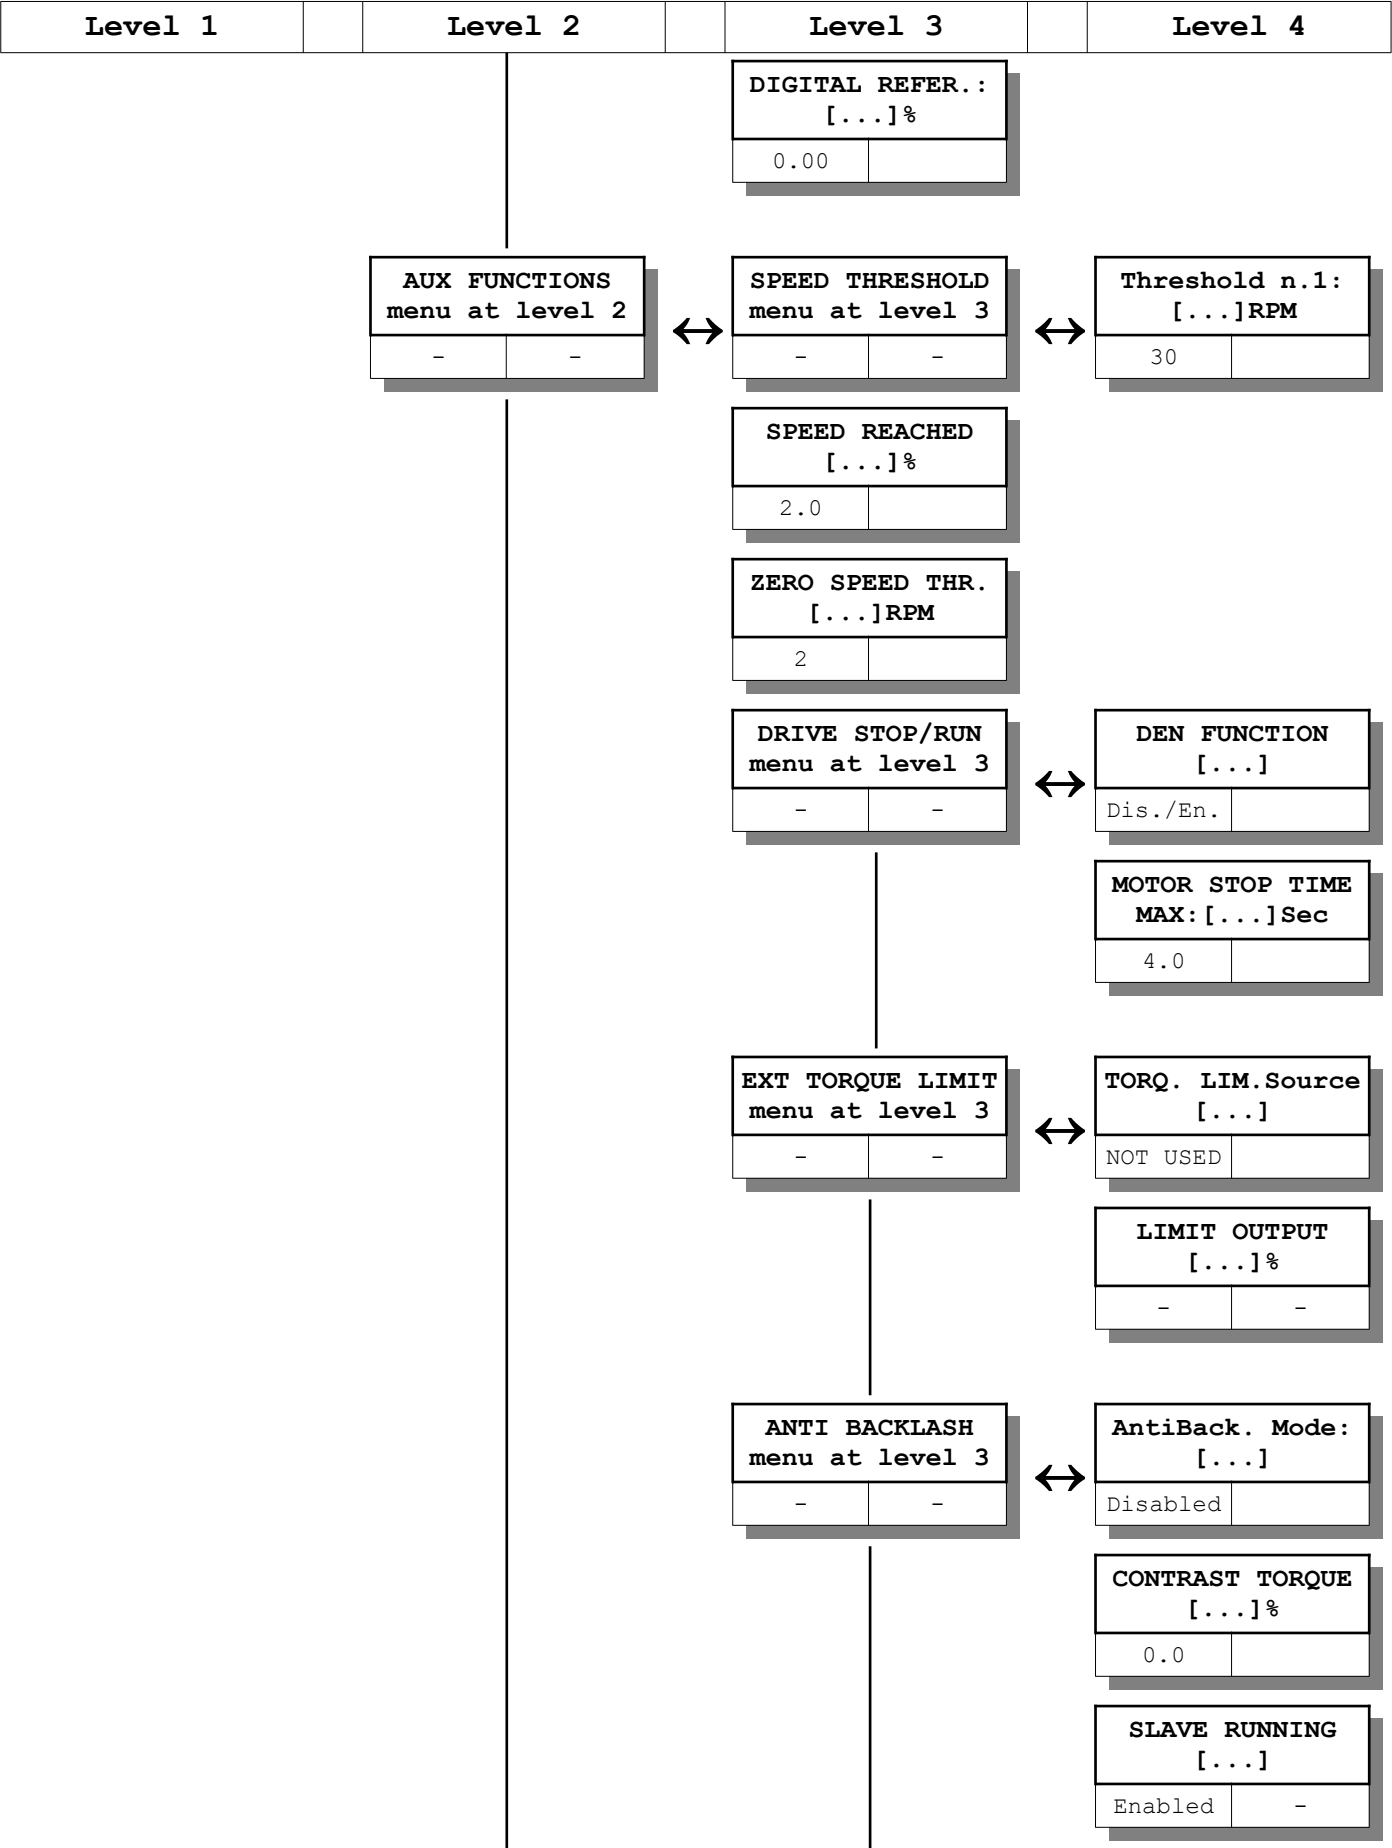 Level 1 Level 2 Level 3 Level 4
DIGITAL REFER.:
[...]%
0.00
AUX FUNCTIONS
menu at level 2
- -
SPEED THRESHOLD
menu at level 3
- -
Threshold n.1:
[...]RPM
30
SPEED REACHED
[...]%
2.0
ZERO SPEED THR.
[...]RPM
2
DRIVE STOP/RUN
menu at level 3
- -
DEN FUNCTION
[...]
Dis./En.
MOTOR STOP TIME
MAX:[...]Sec
4.0
EXT TORQUE LIMIT
menu at level 3
- -
TORQ. LIM.Source
[...]
NOT USED
LIMIT OUTPUT
[...]%
- -
ANTI BACKLASH
menu at level 3
- -
AntiBack. Mode:
[...]
Disabled
CONTRAST TORQUE
[...]%
0.0
SLAVE RUNNING
[...]
Enabled -